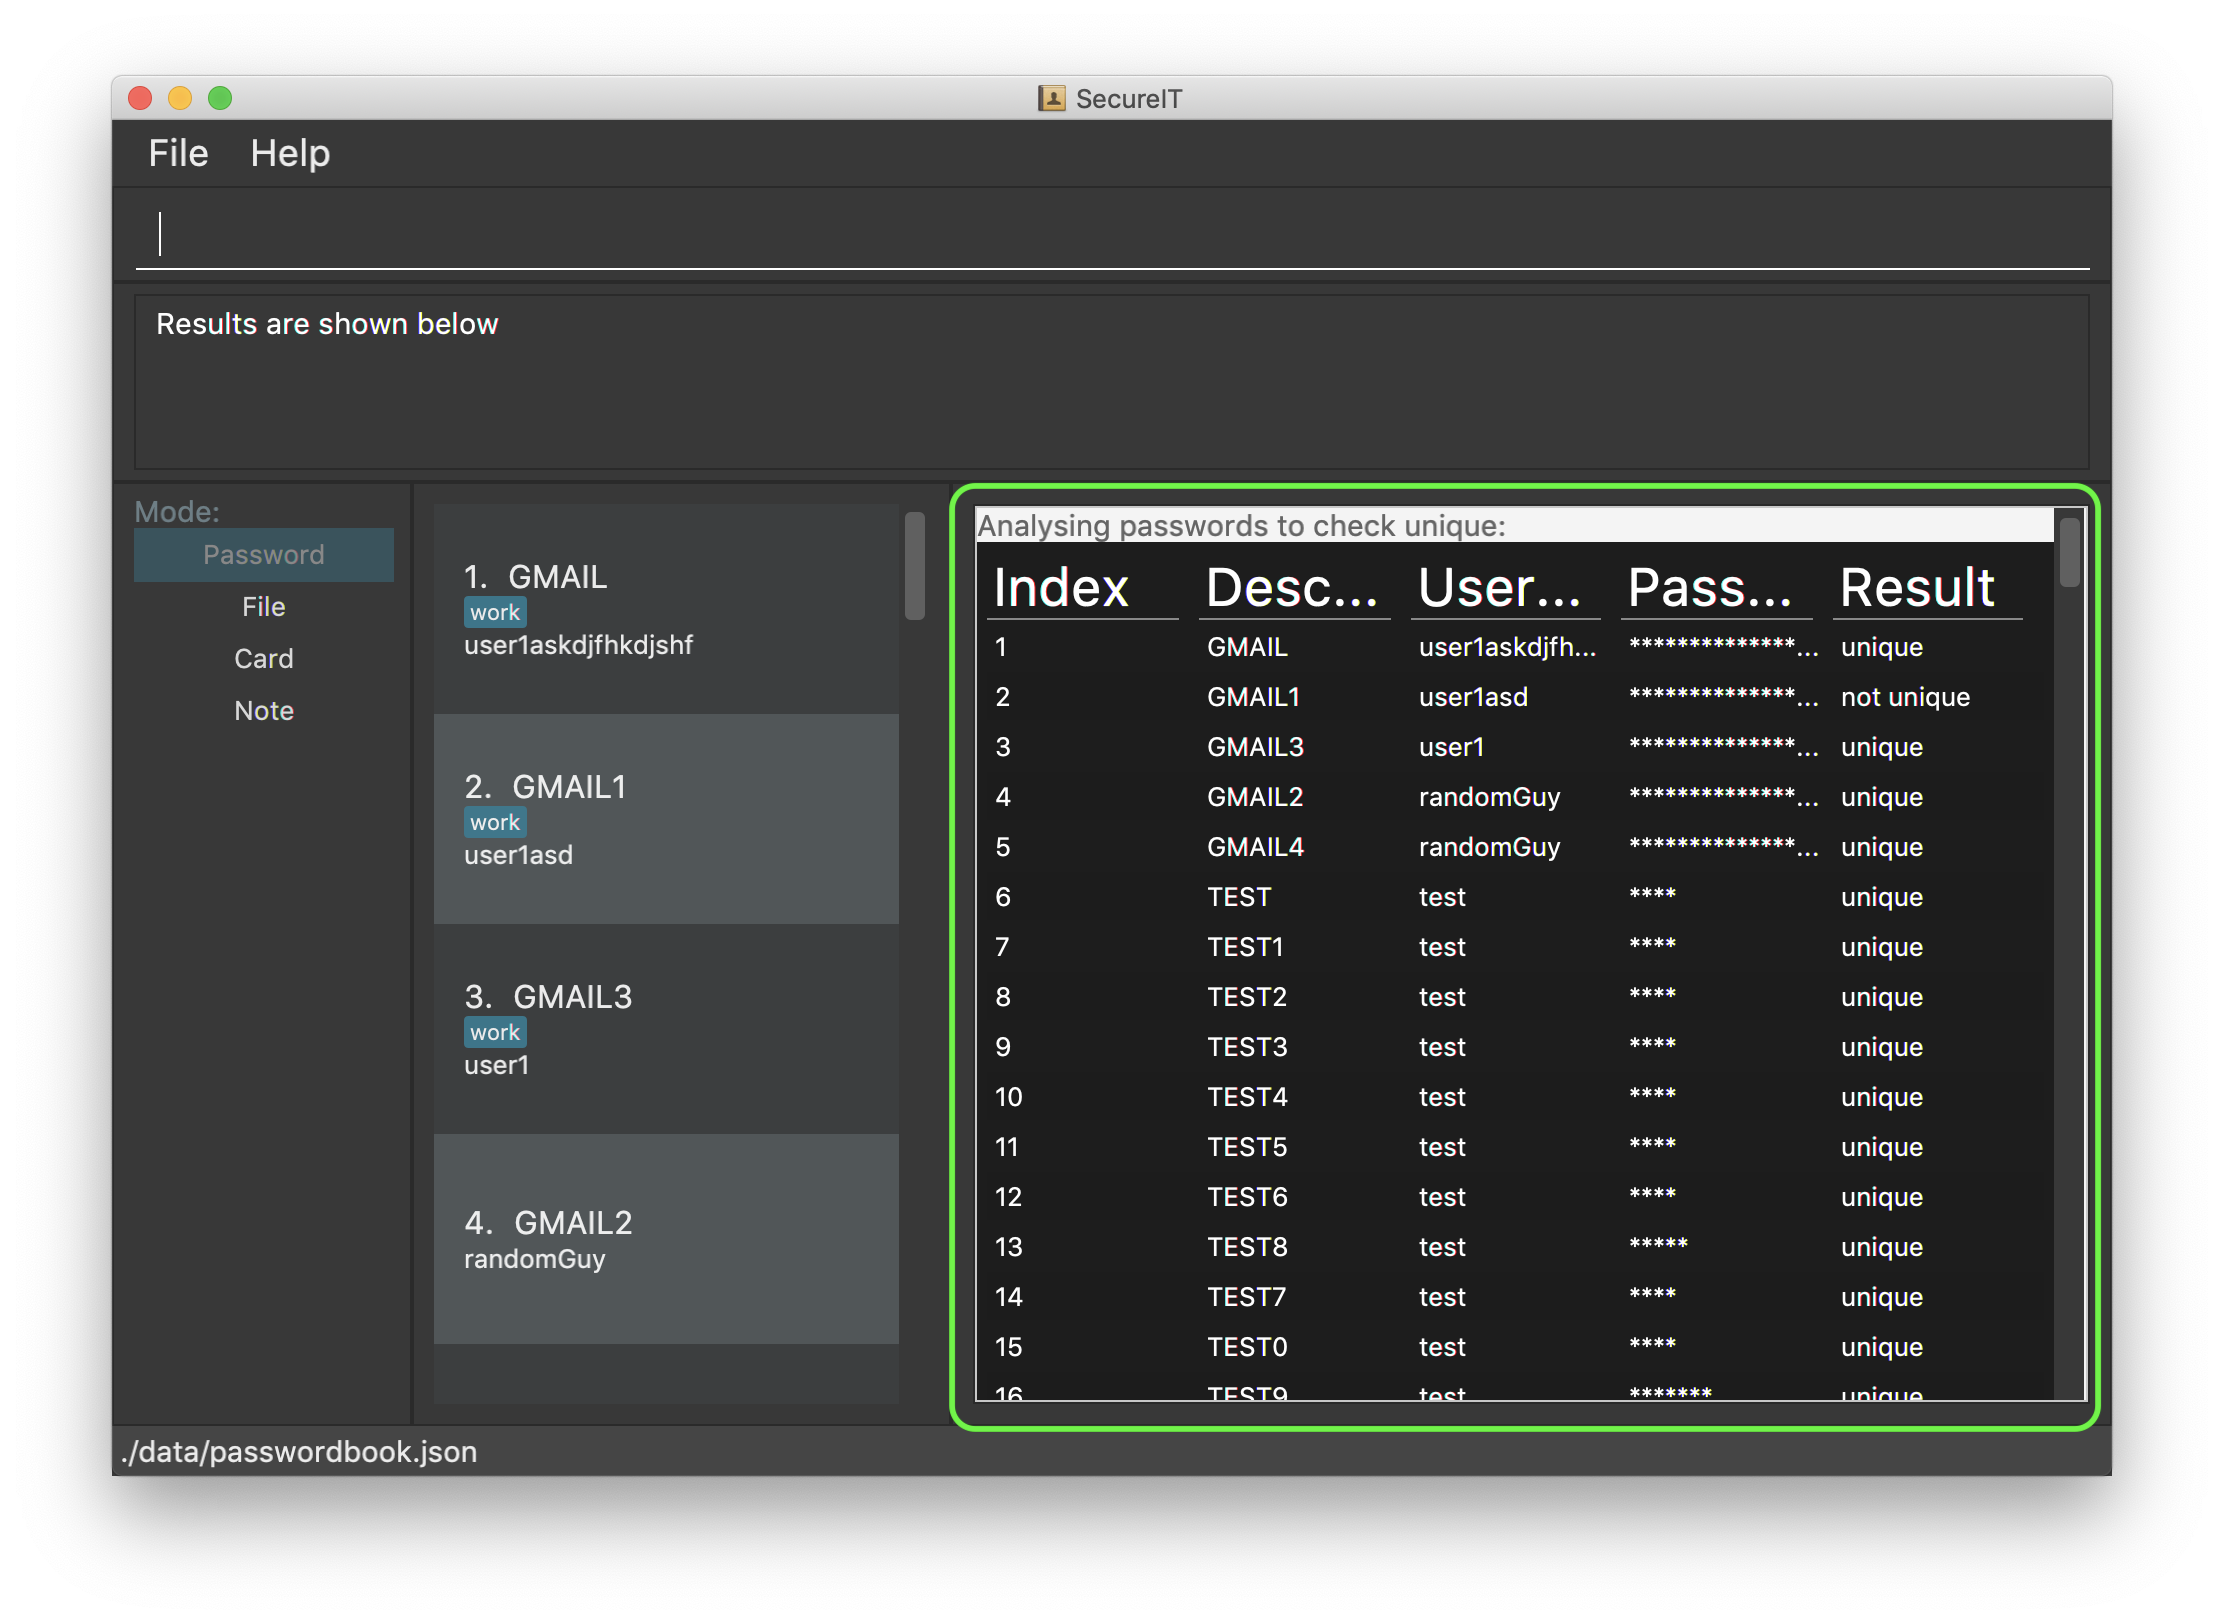 SecureIT
File Help
Results are shown below
Mode:
Password
File
Card
Note
1. GMAIL
work
user1askdjfhkdjshf
2. GMAIL1
work
user1asd
3. GMAIL3
work
user1
4. GMAIL2
randomGuy
Analysing passwords to check unique:
Index Desc... User... Pass... Result
1 GMAIL user1askdjfh... **************... unique
2 GMAIL1 user1asd **************... not unique
3 GMAIL3 user1 **************... unique
4 GMAIL2 randomGuy **************... unique
5 GMAIL4 randomGuy **************... unique
6 TEST test **** unique
7 TEST1 test **** unique
8 TEST2 test **** unique
9 TEST3 test **** unique
10 TEST4 test **** unique
11 TEST5 test **** unique
12 TEST6 test **** unique
13 TEST8 test ***** unique
14 TEST7 test **** unique
15 TEST0 test **** unique
16 TEST9 test ******* unique
./data/passwordbook.json